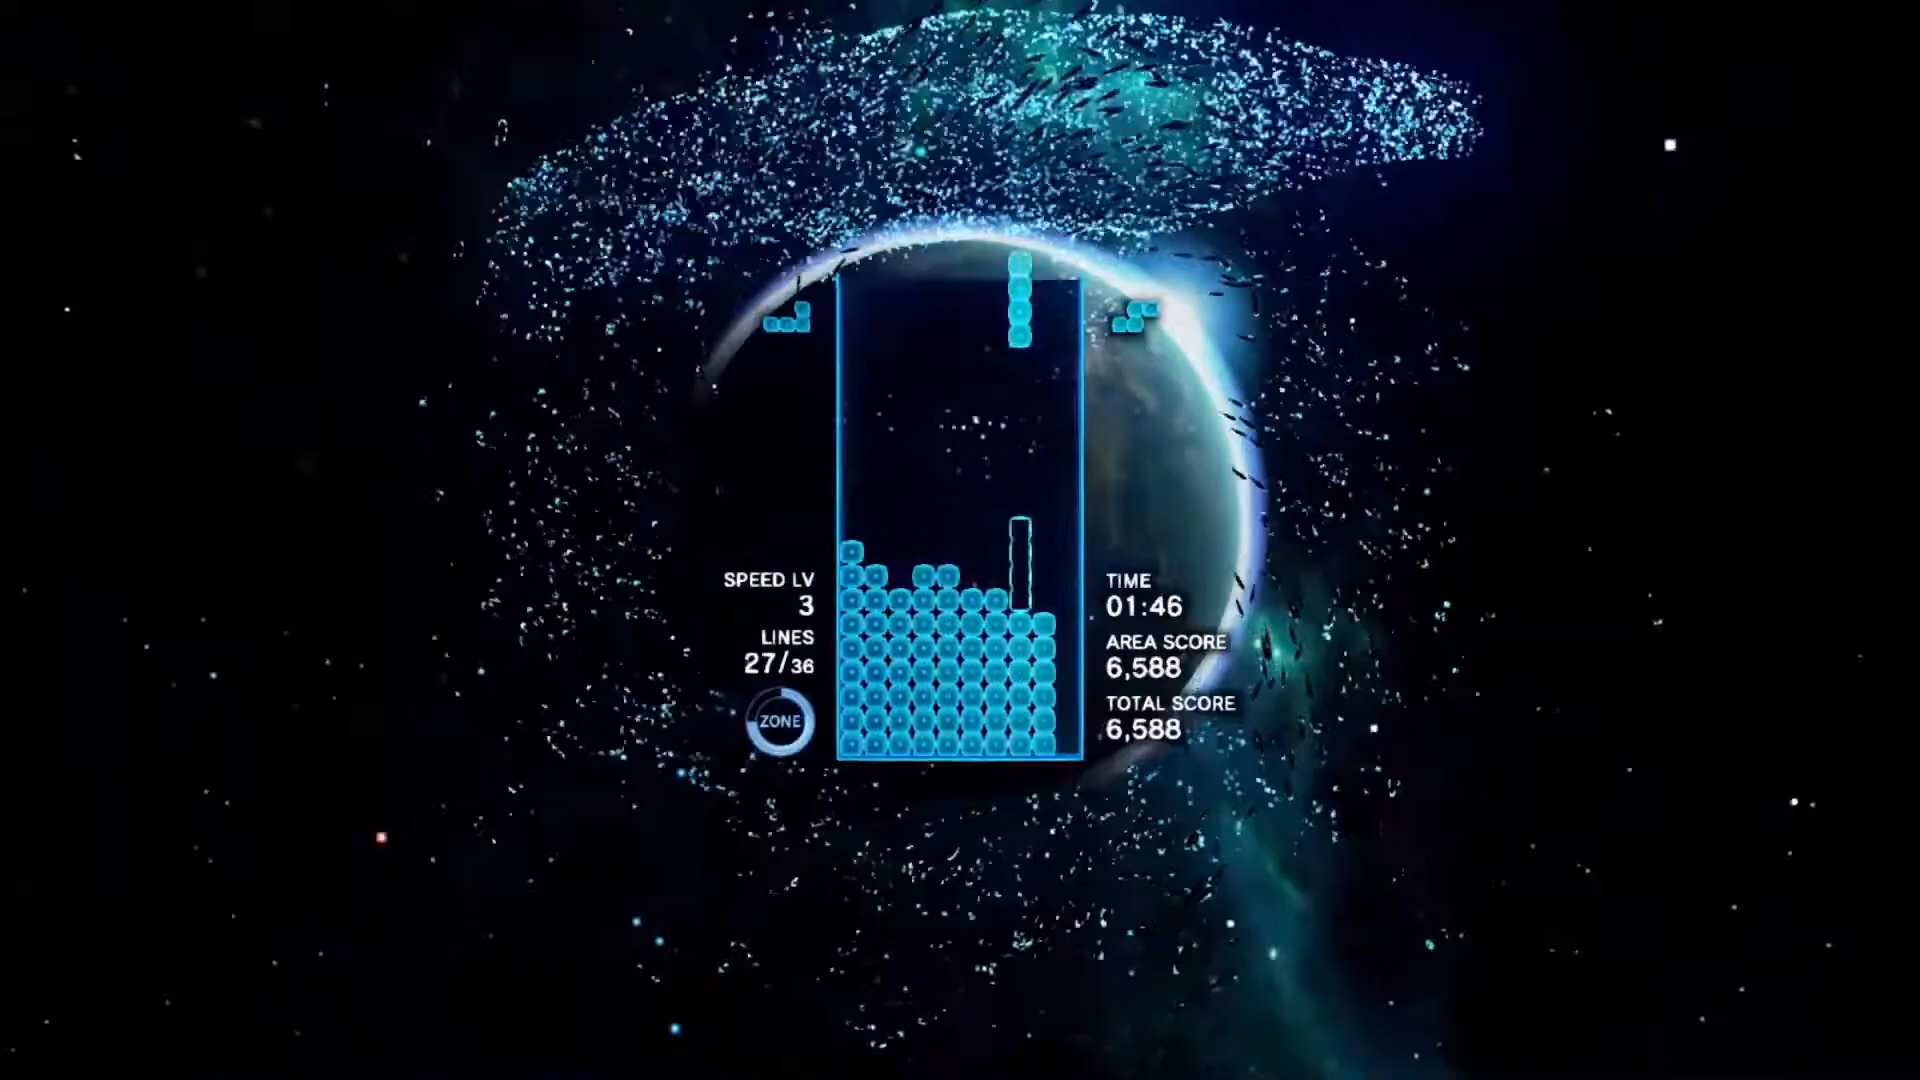 SPEED LV
3
LINES
27/36
ZONE
TIME
01:46
AREA SCORE
6,588
TOTAL SCORE
6,588